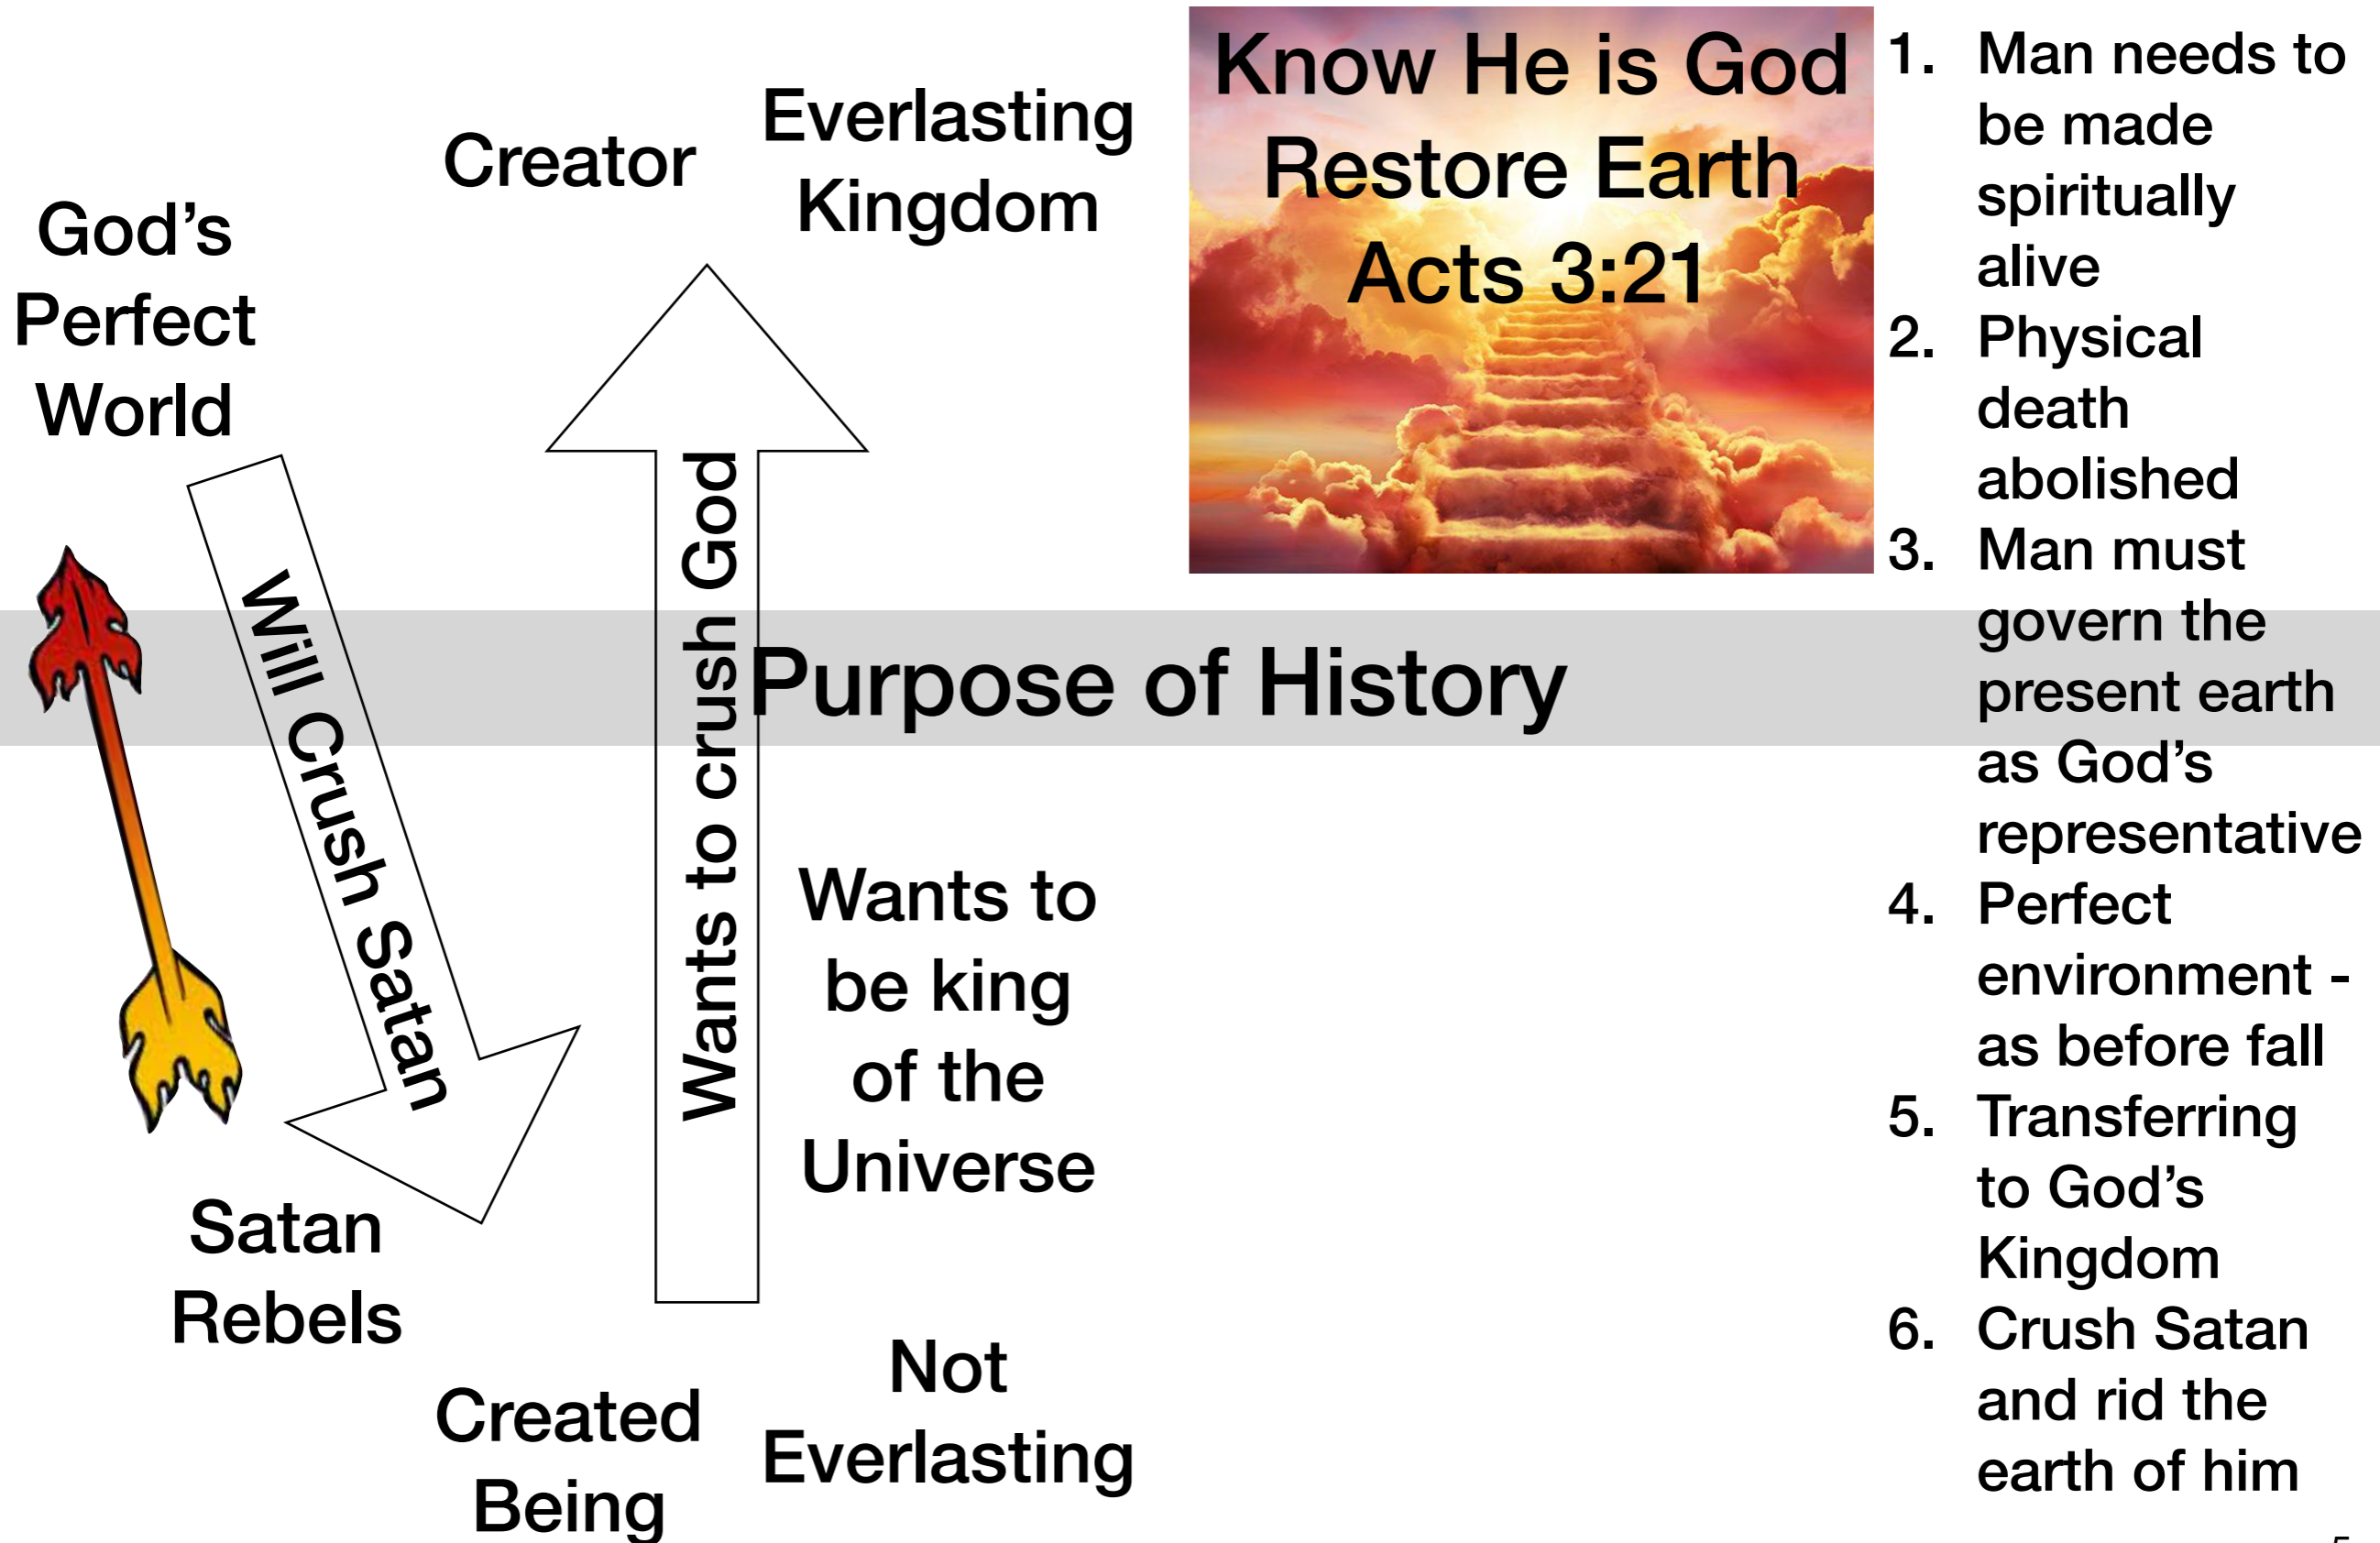 God's
Perfect
World
Creator
Everlasting
Kingdom
Know He is God
Restore Earth
Acts 3:21
Will Crush Satan
Wants to crush God
Purpose of History
Wants to
be king
of the
Universe
Satan
Rebels
Created
Being
Not
Everlasting
1. Man needs to
be made
spiritually
alive
2. Physical
death
abolished
3. Man must
govern the
present earth
as God's
representative
4. Perfect
environment -
as before fall
5. Transferring
to God's
Kingdom
6. Crush Satan
and rid the
earth of him